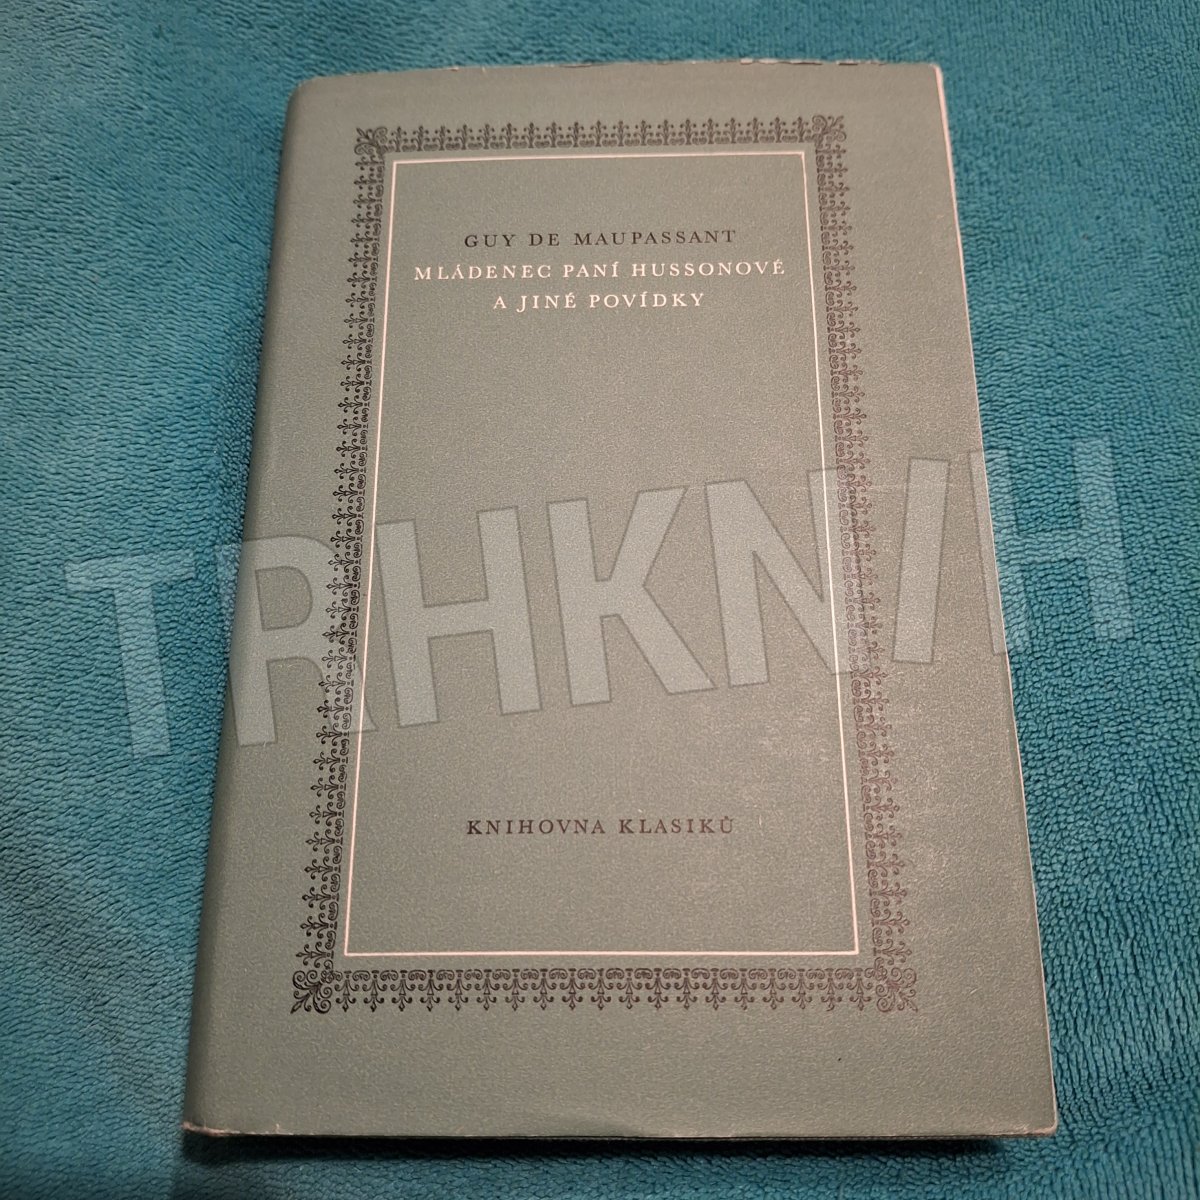 GUY DE MAUPASSANT
MLÁDENEC PANÍ HUSSONOVÉ
A JINÉ POVÍDKY
TRHKNIH
KNIHOVNA KLASIKŮ